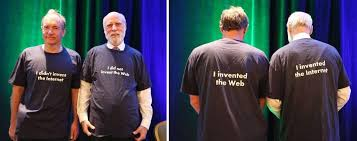 I didn't invent
the Internet
I did not
invent the Web
I invented
the Web
I invented
the Internet